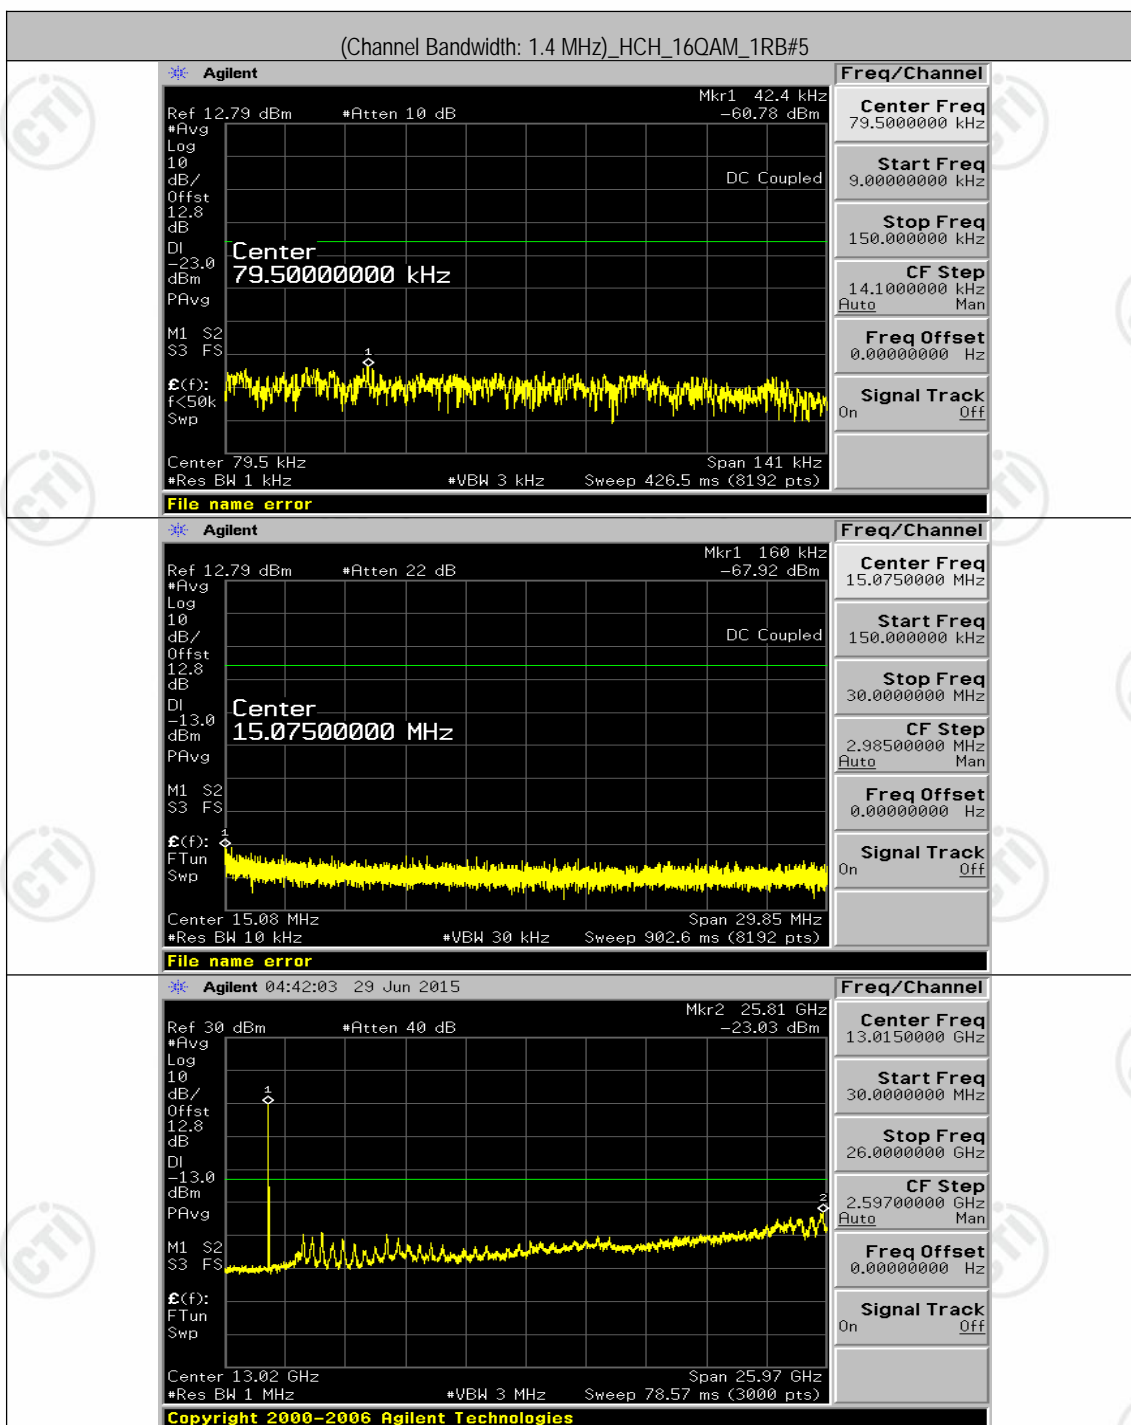 (Channel Bandwidth: 1.4 MHz)_HCH_16QAM_1RB#5
Agilent
Freq/Channel
Mkr1 42.4 kHz
Ref 12.79 dBm #Atten 10 dB -60.78 dBm
#Avg
Log
10
dB/
Offst
12.8
dB
DI
-23.0
dBm
PAvg
M1 S2
S3 FS
£(f):
f<50k
Swp
DC Coupled
Center
79.50000000 kHz
1
Center 79.5 kHz Span 141 kHz
#Res BW 1 kHz #VBW 3 kHz Sweep 426.5 ms (8192 pts)
File name error
Center Freq
79.5000000 kHz
Start Freq
9.00000000 kHz
Stop Freq
150.000000 kHz
CF Step
14.1000000 kHz
Auto Man
Freq Offset
0.00000000 Hz
Signal Track
On Off
Agilent
Freq/Channel
Mkr1 160 kHz
Ref 12.79 dBm #Atten 22 dB -67.92 dBm
#Avg
Log
10
dB/
Offst
12.8
dB
DI
-13.0
dBm
PAvg
M1 S2
S3 FS
£(f):
FTun
Swp
DC Coupled
Center
15.07500000 MHz
1
Center 15.08 MHz Span 29.85 MHz
#Res BW 10 kHz #VBW 30 kHz Sweep 902.6 ms (8192 pts)
File name error
Center Freq
15.0750000 MHz
Start Freq
150.000000 kHz
Stop Freq
30.0000000 MHz
CF Step
2.98500000 MHz
Auto Man
Freq Offset
0.00000000 Hz
Signal Track
On Off
Agilent 04:42:03 29 Jun 2015
Freq/Channel
Mkr2 25.81 GHz
Ref 30 dBm #Atten 40 dB -23.03 dBm
#Avg
Log
10
dB/
Offst
12.8
dB
DI
-13.0
dBm
PAvg
M1 S2
S3 FS
£(f):
FTun
Swp
1
2
Center 13.02 GHz Span 25.97 GHz
#Res BW 1 MHz #VBW 3 MHz Sweep 78.57 ms (3000 pts)
Copyright 2000-2006 Agilent Technologies
Center Freq
13.0150000 GHz
Start Freq
30.0000000 MHz
Stop Freq
26.0000000 GHz
CF Step
2.59700000 GHz
Auto Man
Freq Offset
0.00000000 Hz
Signal Track
On Off
CTI
CTI
CTI
CTI
CTI
CTI
CTI
CTI